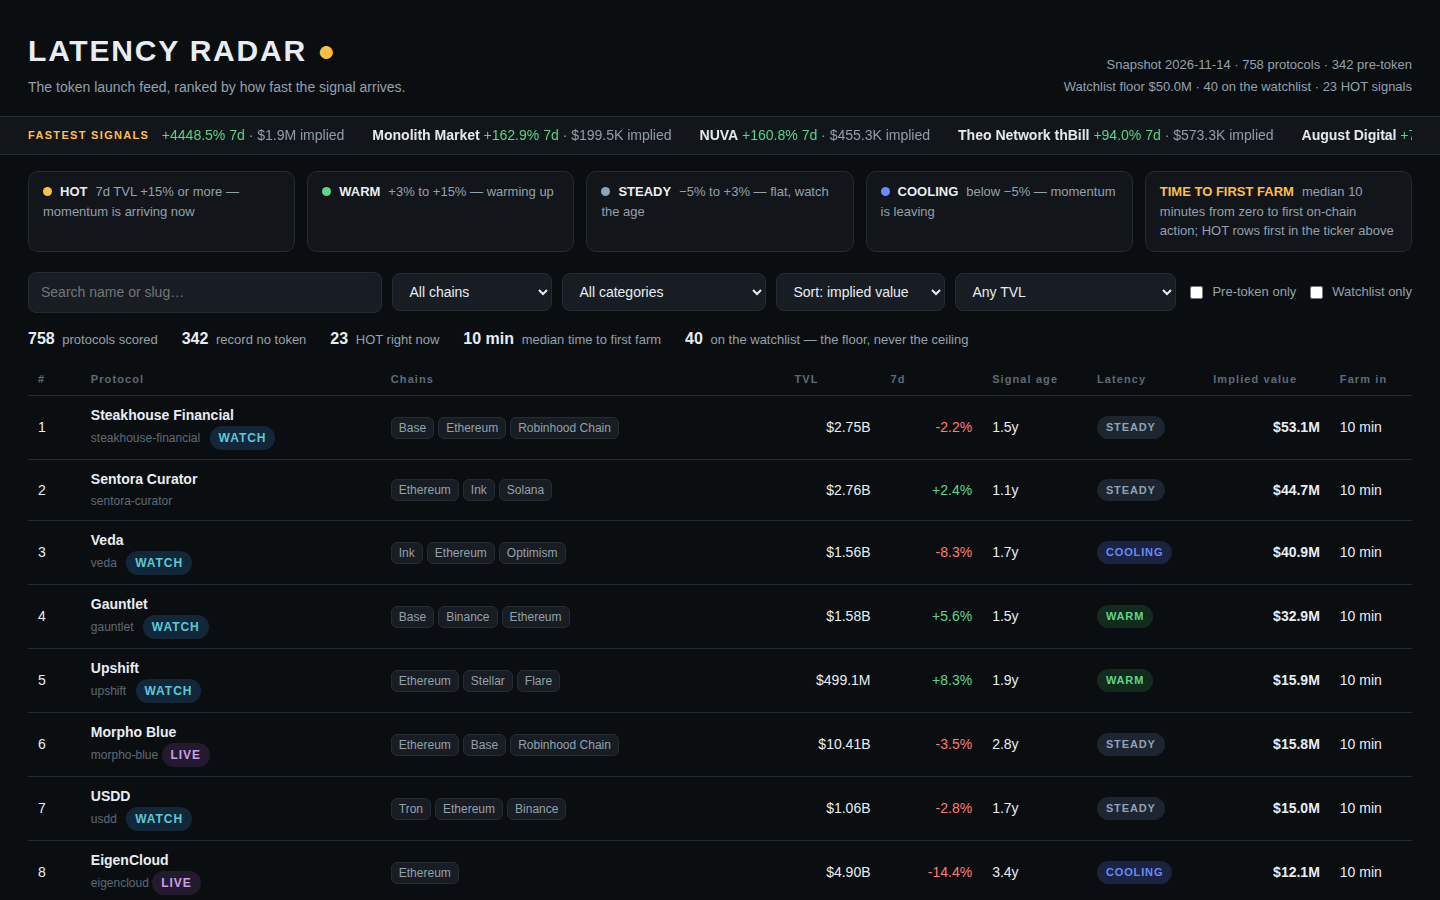 LATENCY RADAR
The token launch feed, ranked by how fast the signal arrives.
Snapshot 2026-11-14 · 758 protocols · 342 pre-token
Watchlist floor $50.0M · 40 on the watchlist · 23 HOT signals
FASTEST SIGNALS +4448.5% 7d · $1.9M implied Monolith Market +162.9% 7d · $199.5K implied NUVA +160.8% 7d · $455.3K implied Theo Network thBill +94.0% 7d · $573.3K implied August Digital
HOT 7d TVL +15% or more —
momentum is arriving now
WARM +3% to +15% — warming up
STEADY −5% to +3% — flat, watch
the age
COOLING below −5% — momentum
is leaving
TIME TO FIRST FARM median 10
minutes from zero to first on-chain
action; HOT rows first in the ticker above
Search name or slug… All chains All categories Sort: implied value Any TVL Pre-token only Watchlist only
758 protocols scored 342 record no token 23 HOT right now 10 min median time to first farm 40 on the watchlist — the floor, never the ceiling
# Protocol Chains TVL 7d Signal age Latency Implied value Farm in
1 Steakhouse Financial Base Ethereum Robinhood Chain $2.75B -2.2% 1.5y STEADY $53.1M 10 min
steakhouse-financial WATCH
2 Sentora Curator Ethereum Ink Solana $2.76B +2.4% 1.1y STEADY $44.7M 10 min
sentora-curator
3 Veda Ink Ethereum Optimism $1.56B -8.3% 1.7y COOLING $40.9M 10 min
veda WATCH
4 Gauntlet Base Binance Ethereum $1.58B +5.6% 1.5y WARM $32.9M 10 min
gauntlet WATCH
5 Upshift Ethereum Stellar Flare $499.1M +8.3% 1.9y WARM $15.9M 10 min
upshift WATCH
6 Morpho Blue Ethereum Base Robinhood Chain $10.41B -3.5% 2.8y STEADY $15.8M 10 min
morpho-blue LIVE
7 USDD Tron Ethereum Binance $1.06B -2.8% 1.7y STEADY $15.0M 10 min
usdd WATCH
8 EigenCloud Ethereum $4.90B -14.4% 3.4y COOLING $12.1M 10 min
eigencloud LIVE